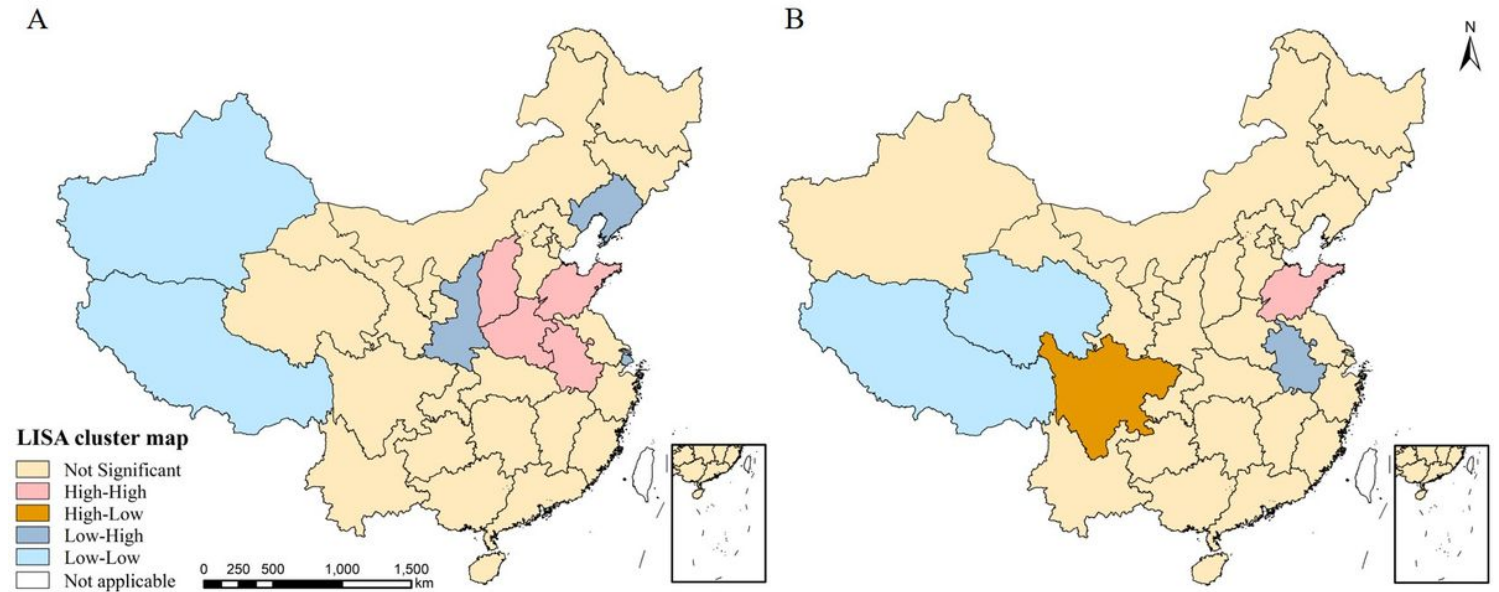 A
B
N
LISA cluster map
Not Significant
High-High
High-Low
Low-High
Low-Low
Not applicable
0 250 500 1,000 1,500
km